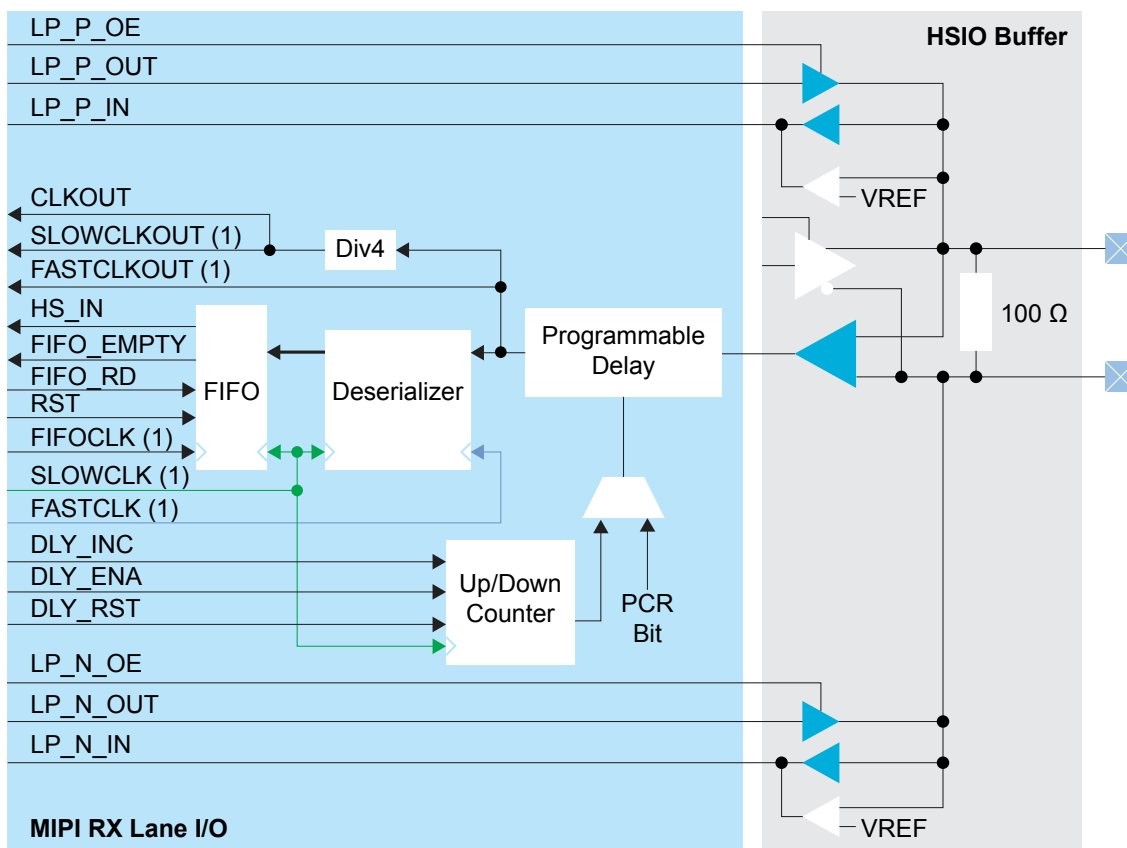 LP_P_OE
HSIO Buffer
LP_P_OUT
LP_P_IN
VREF
CLKOUT
SLOWCLKOUT (1)
Div4
FASTCLKOUT (1)
HS_IN
FIFO_EMPTY
FIFO_RD
RST
FIFOCLK (1)
SLOWCLK (1)
FASTCLK (1)
FIFO
Deserializer
Programmable
Delay
100 Ω
DLY_INC
DLY_ENA
DLY_RST
Up/Down
Counter
PCR
Bit
LP_N_OE
LP_N_OUT
LP_N_IN
VREF
MIPI RX Lane I/O